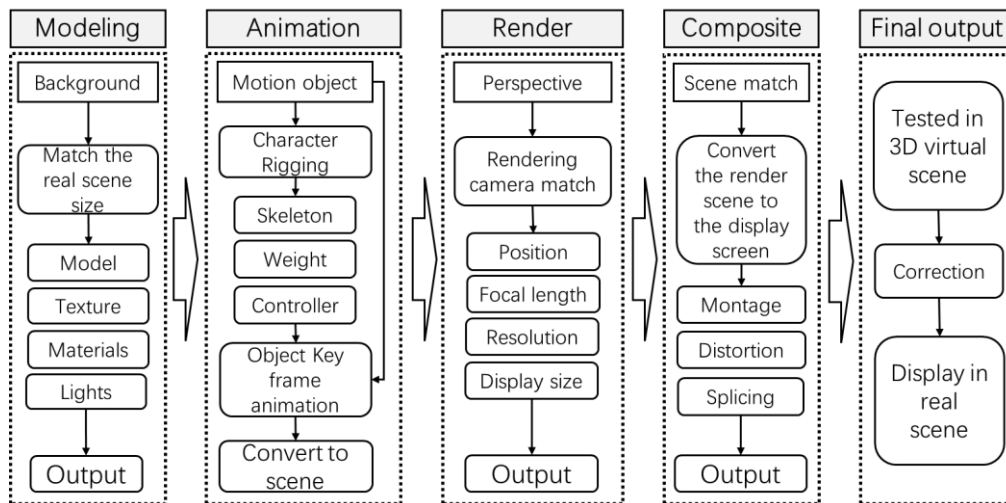 Modeling
Background
Match the
real scene
size
Model
Texture
Materials
Lights
Output
Animation
Motion object
Character
Rigging
Skeleton
Weight
Controller
Object Key
frame
animation
Convert to
scene
Render
Perspective
Rendering
camera match
Position
Focal length
Resolution
Display size
Output
Composite
Scene match
Convert
the render
scene to
the display
screen
Montage
Distortion
Splicing
Output
Final output
Tested in
3D virtual
scene
Correction
Display in
real
scene